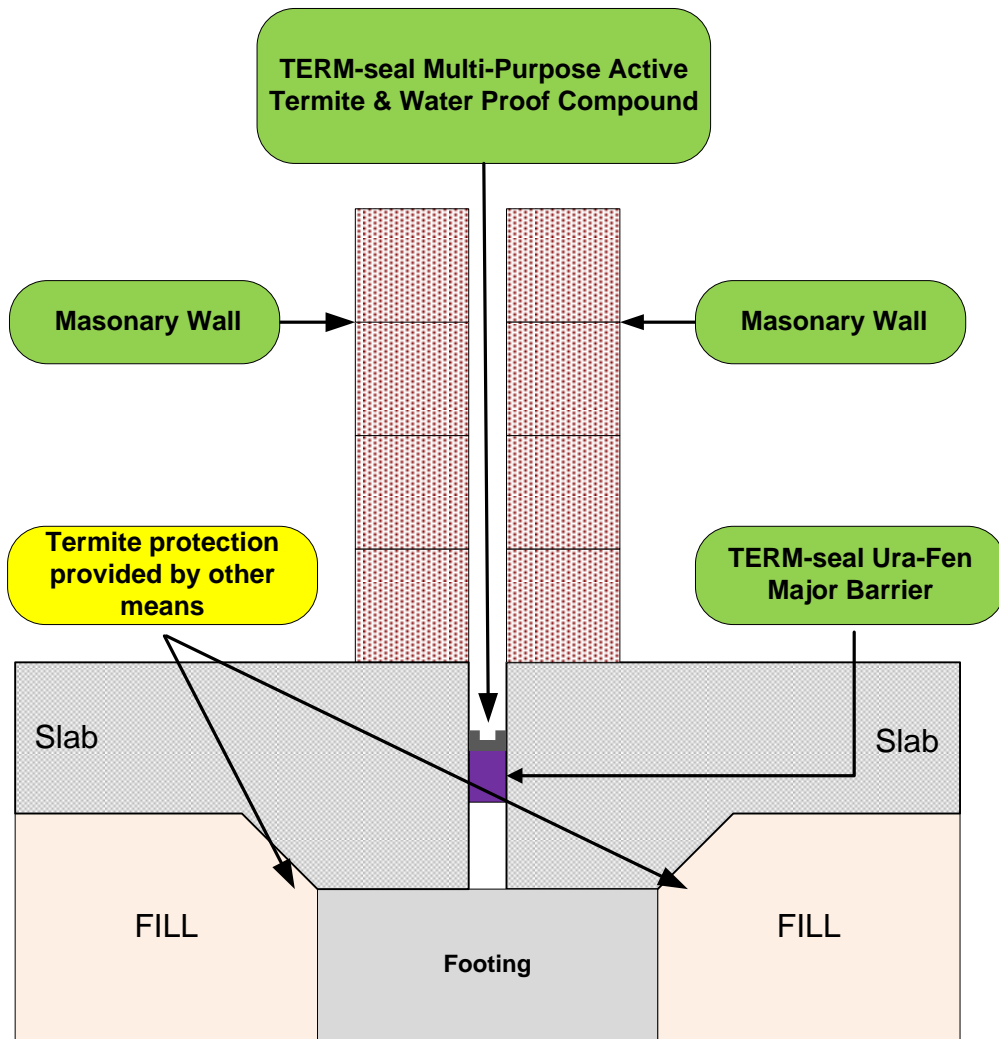 TERM-seal Multi-Purpose Active
Termite & Water Proof Compound
Masonary Wall
Masonary Wall
Termite protection
provided by other
means
TERM-seal Ura-Fen
Major Barrier
Slab
Slab
FILL
FILL
Footing